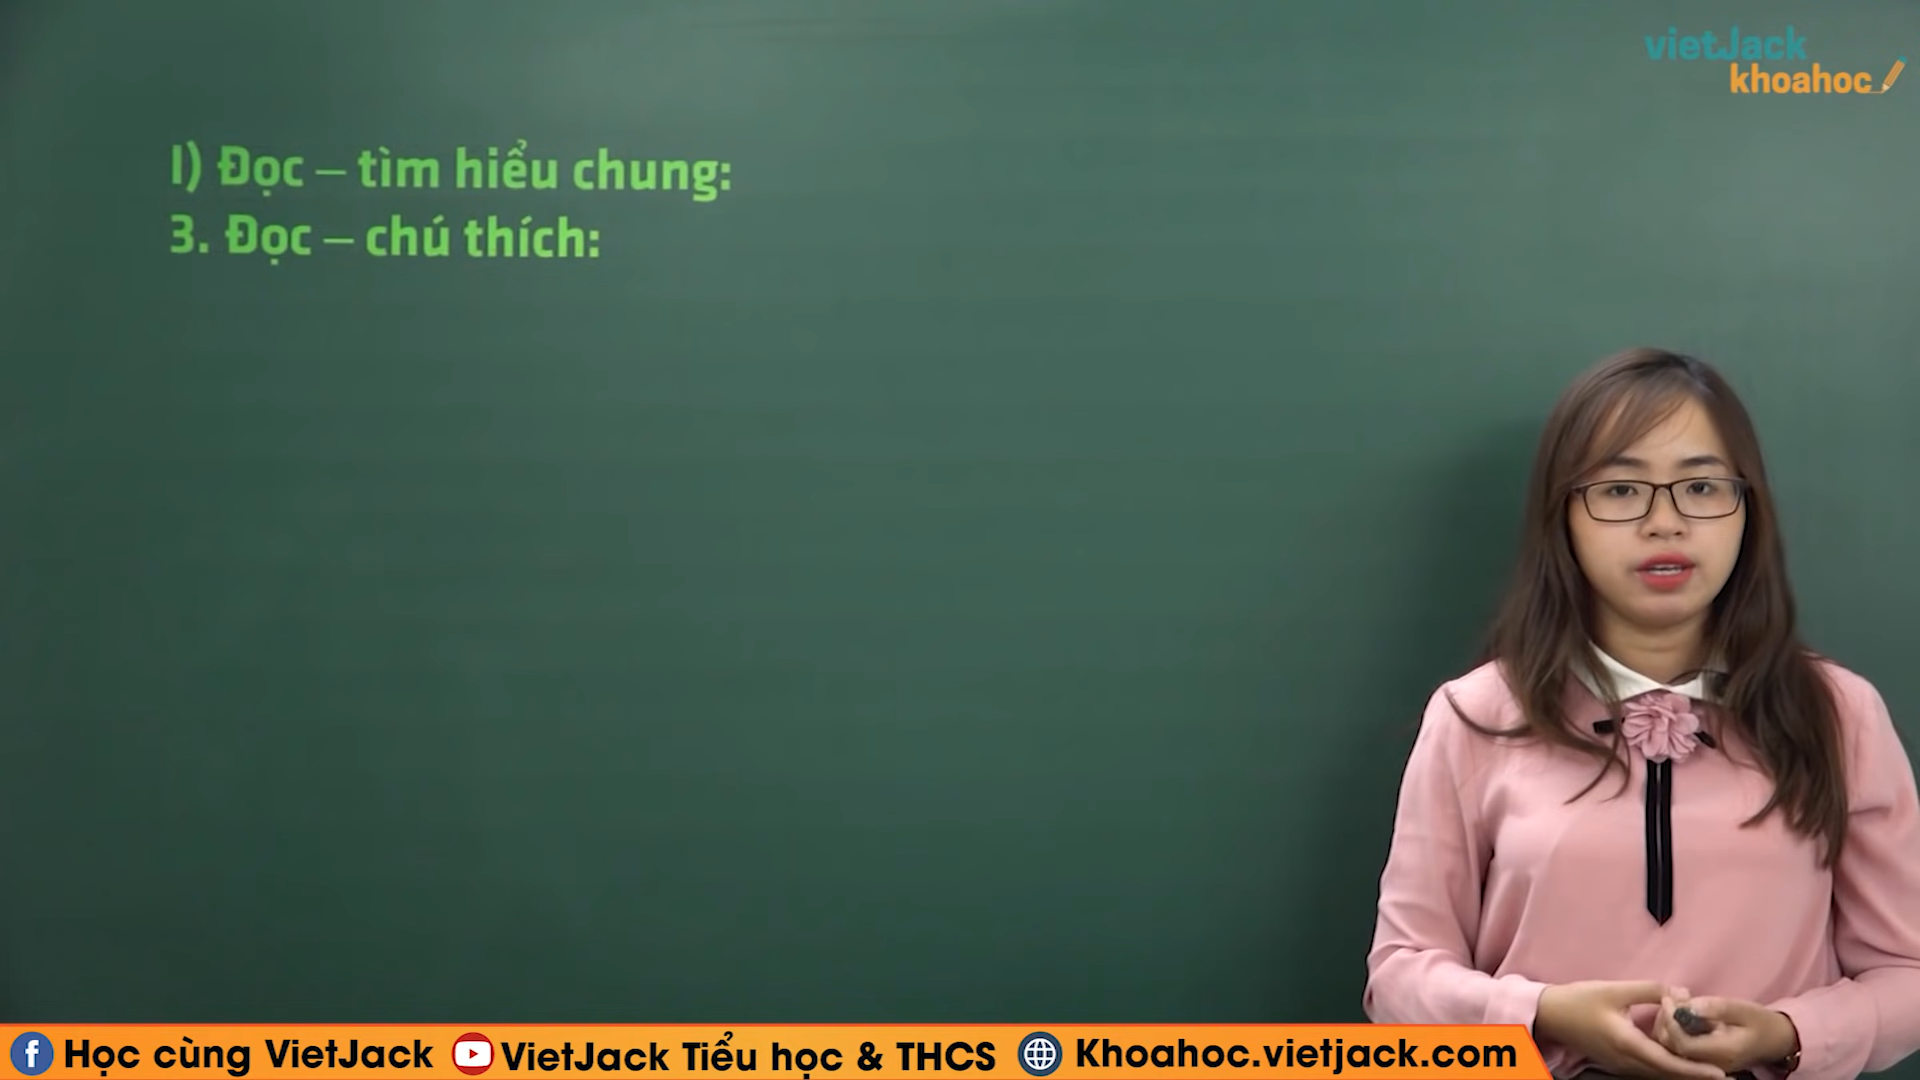 vietJack
khoahoc
I) Đọc – tìm hiểu chung:
3. Đọc – chú thích:
Học cùng VietJack
VietJack Tiểu học & THCS
Khoahoc.vietjack.com